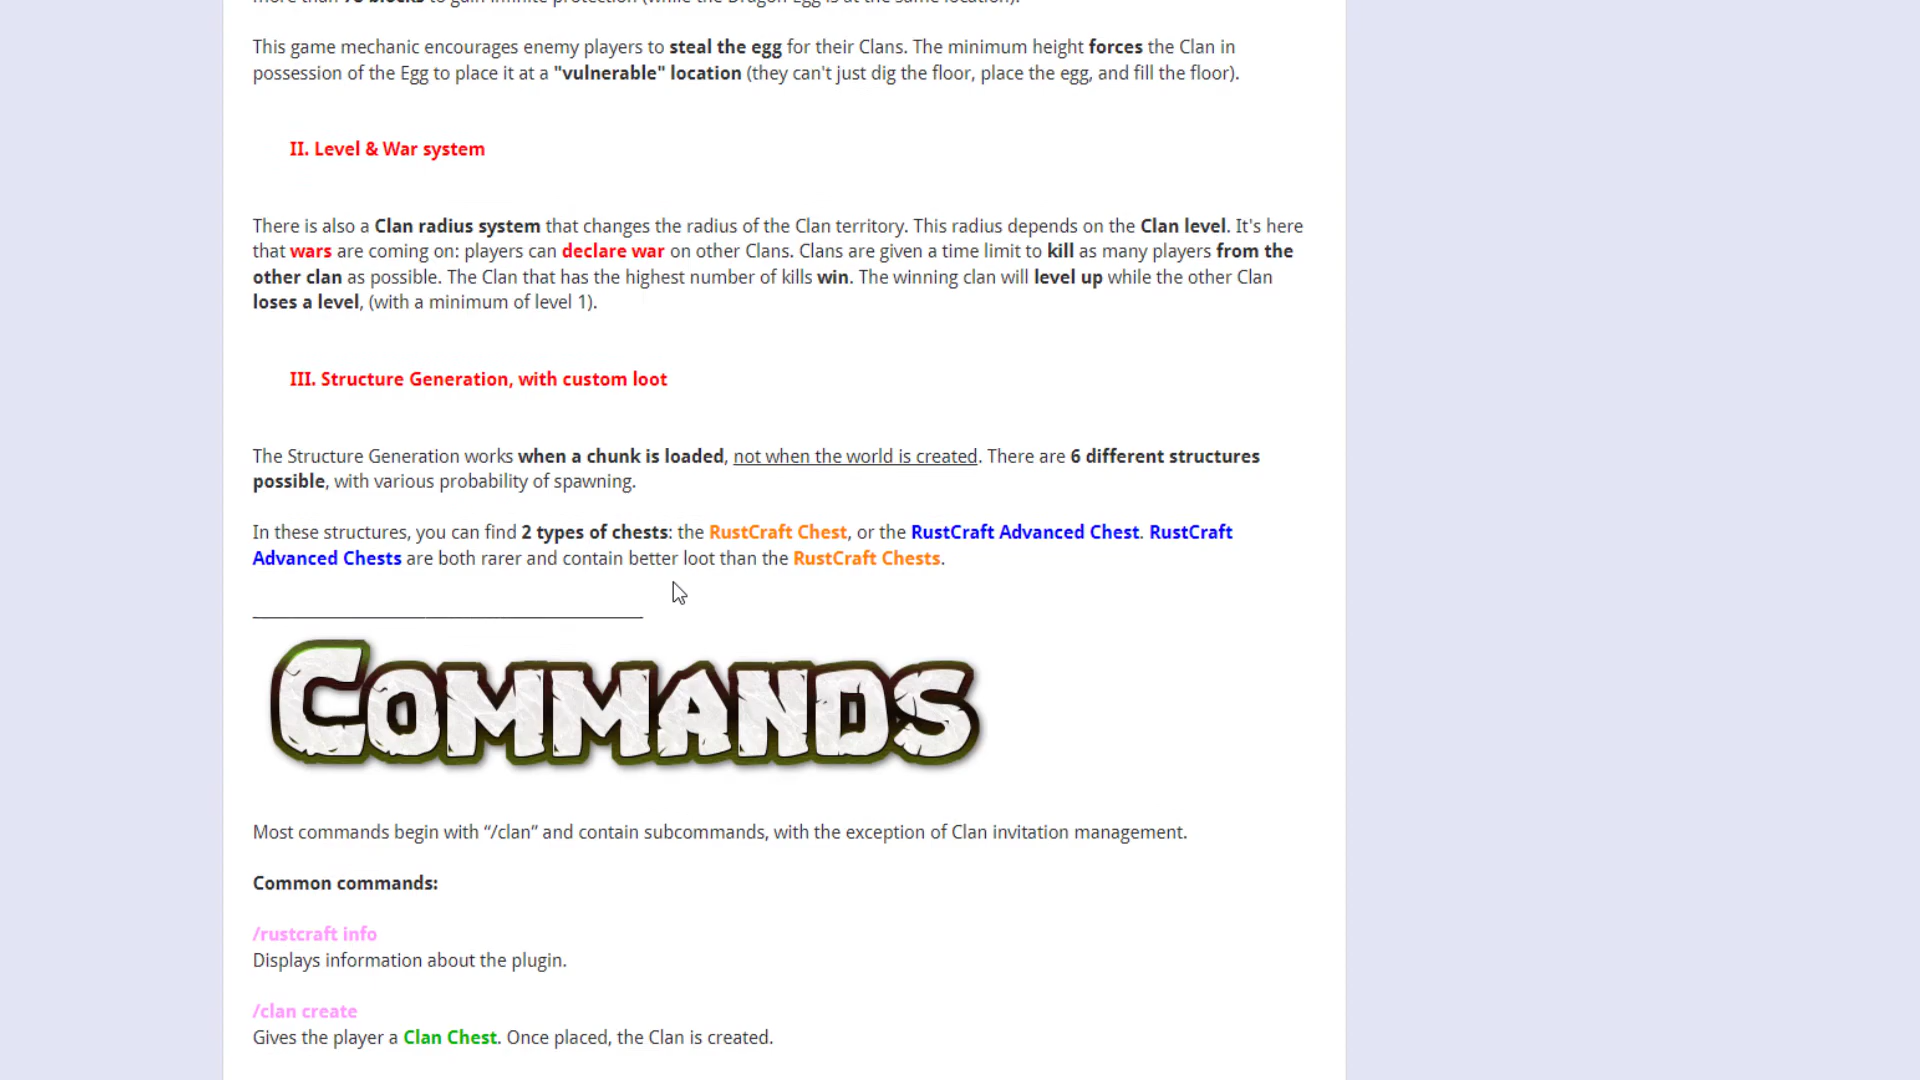 This game mechanic encourages enemy players to steal the egg for their Clans. The minimum height forces the Clan in
possession of the Egg to place it at a "vulnerable" location (they can't just dig the floor, place the egg, and fill the floor).
II. Level & War system
There is also a Clan radius system that changes the radius of the Clan territory. This radius depends on the Clan level. It's here
that wars are coming on: players can declare war on other Clans. Clans are given a time limit to kill as many players from the
other clan as possible. The Clan that has the highest number of kills win. The winning clan will level up while the other Clan
loses a level, (with a minimum of level 1).
III. Structure Generation, with custom loot
The Structure Generation works when a chunk is loaded, not when the world is created. There are 6 different structures
possible, with various probability of spawning.
In these structures, you can find 2 types of chests: the RustCraft Chest, or the RustCraft Advanced Chest. RustCraft
Advanced Chests are both rarer and contain better loot than the RustCraft Chests.
COMMANDS
Most commands begin with “/clan” and contain subcommands, with the exception of Clan invitation management.
Common commands:
/rustcraft info
Displays information about the plugin.
/clan create
Gives the player a Clan Chest. Once placed, the Clan is created.